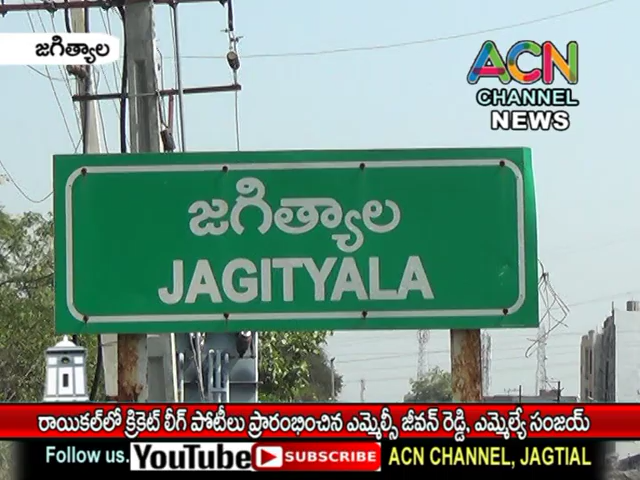 జగిత్యాల
ACN
CHANNEL
NEWS
జగిత్యాల
JAGITYALA
రాయికల్‌లో క్రికెట్ లీగ్ పోటీలు ప్రారంభించిన ఎమ్మెల్సీ జీవన్ రెడ్డి, ఎమ్మెల్యే సంజయ్
Follow us. YouTube SUBSCRIBE ACN CHANNEL, JAGTIAL